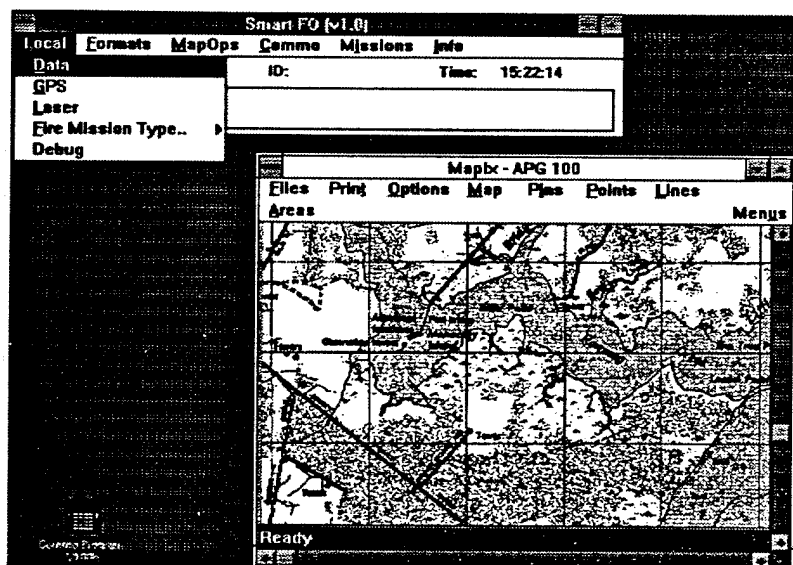 Smart FO [v1.0]
Local Formats MapOps Commo Missions Info
Data
ID: Time: 15:22:14
GPS
Laser
Fire Mission Type..
Debug
MapIx - APG 100
Files Print Options Map Pins Points Lines
Areas Menus
Ready